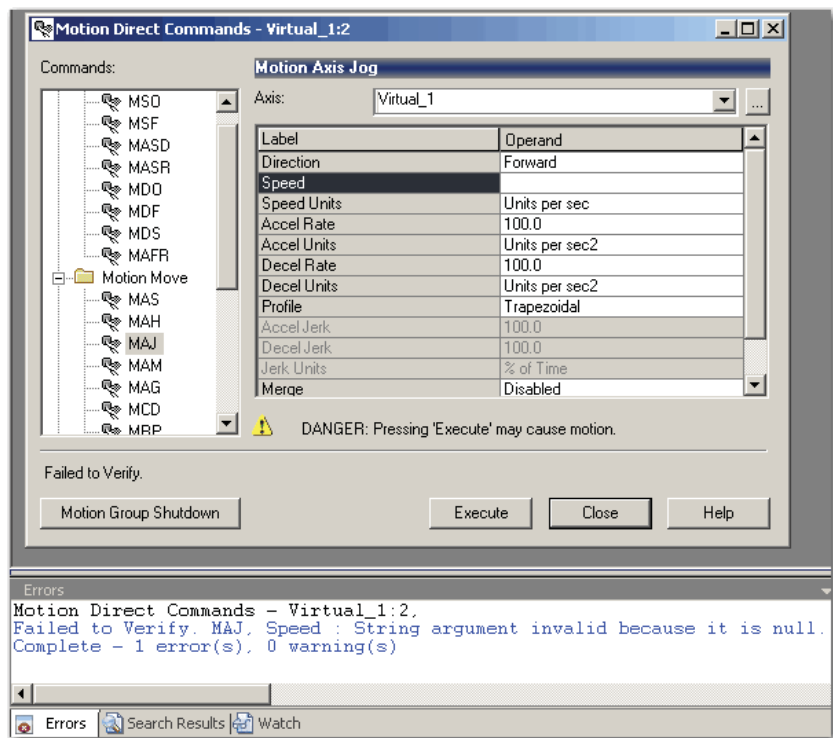 Motion Direct Commands - Virtual_1:2
Commands:
Motion Axis Jog
Axis:
Virtual_1
...
MSO
MSF
MASD
MASR
MDO
MDF
MDS
MAFR
Motion Move
MAS
MAH
MAJ
MAM
MAG
MCD
MRP
Label Operand
Direction Forward
Speed
Speed Units Units per sec
Accel Rate 100.0
Accel Units Units per sec2
Decel Rate 100.0
Decel Units Units per sec2
Profile Trapezoidal
Accel Jerk 100.0
Decel Jerk 100.0
Jerk Units % of Time
Merge Disabled
DANGER: Pressing 'Execute' may cause motion.
Failed to Verify.
Motion Group Shutdown
Execute
Close
Help
Errors
Motion Direct Commands - Virtual_1:2,
Failed to Verify. MAJ, Speed : String argument invalid because it is null.
Complete - 1 error(s), 0 warning(s)
Errors
Search Results
Watch